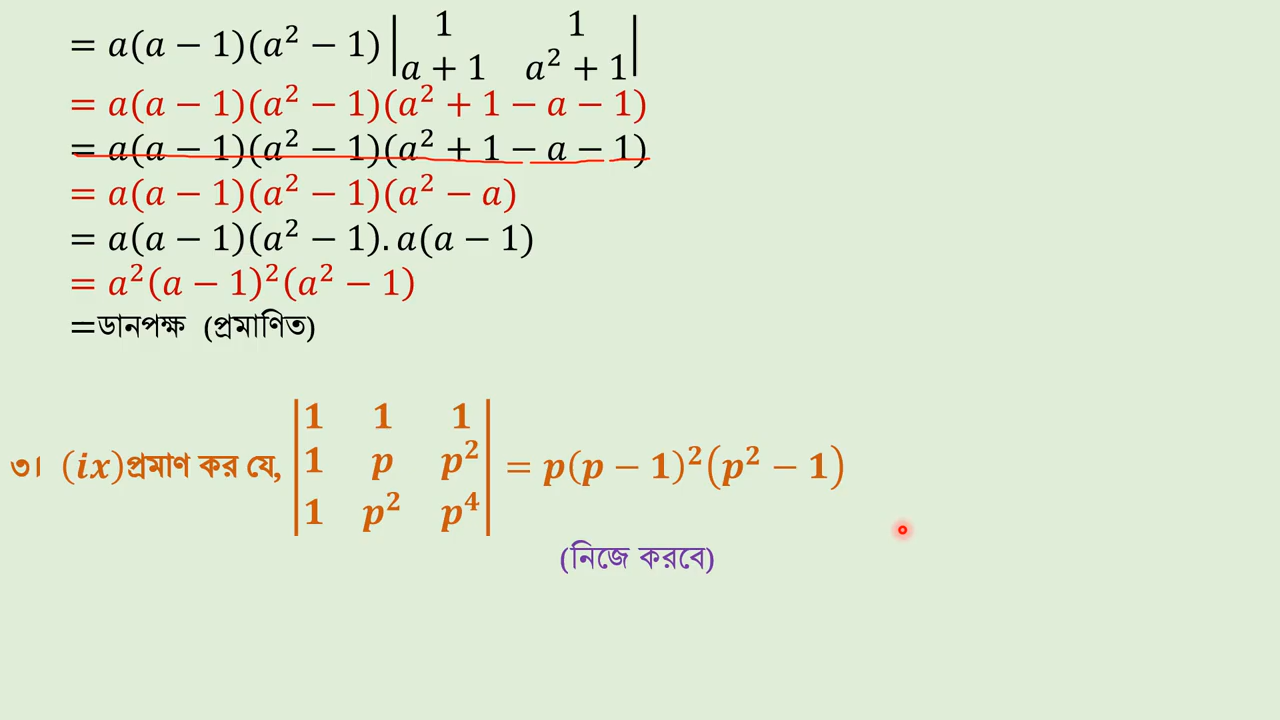 = a(a − 1)(a² − 1) | 1 1 |
| a + 1 a² + 1 |
= a(a − 1)(a² − 1)(a² + 1 − a − 1)
= a(a − 1)(a² − 1)(a² + 1 − a − 1)
= a(a − 1)(a² − 1)(a² − a)
= a(a − 1)(a² − 1). a(a − 1)
= a²(a − 1)²(a² − 1)
=ডানপক্ষ (প্রমাণিত)
| 1 1 1 |
৩। (ix)প্রমাণ কর যে, | 1 p p² | = p(p − 1)²(p² − 1)
| 1 p² p⁴ |
(নিজে করবে)